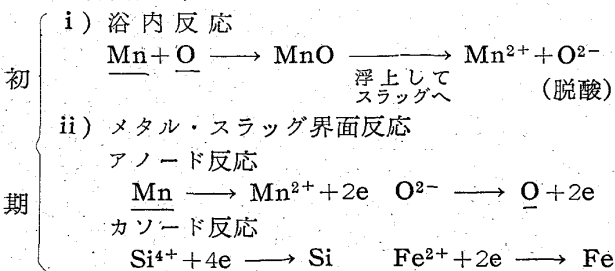 初期
i) 浴内反応
Mn+O → MnO → Mn²⁺+O²⁻
浮上して
スラッグへ
(脱酸)
ii) メタル・スラッグ界面反応
アノード反応
Mn → Mn²⁺+2e O²⁻ → O+2e
カソード反応
Si⁴⁺+4e → Si Fe²⁺+2e → Fe